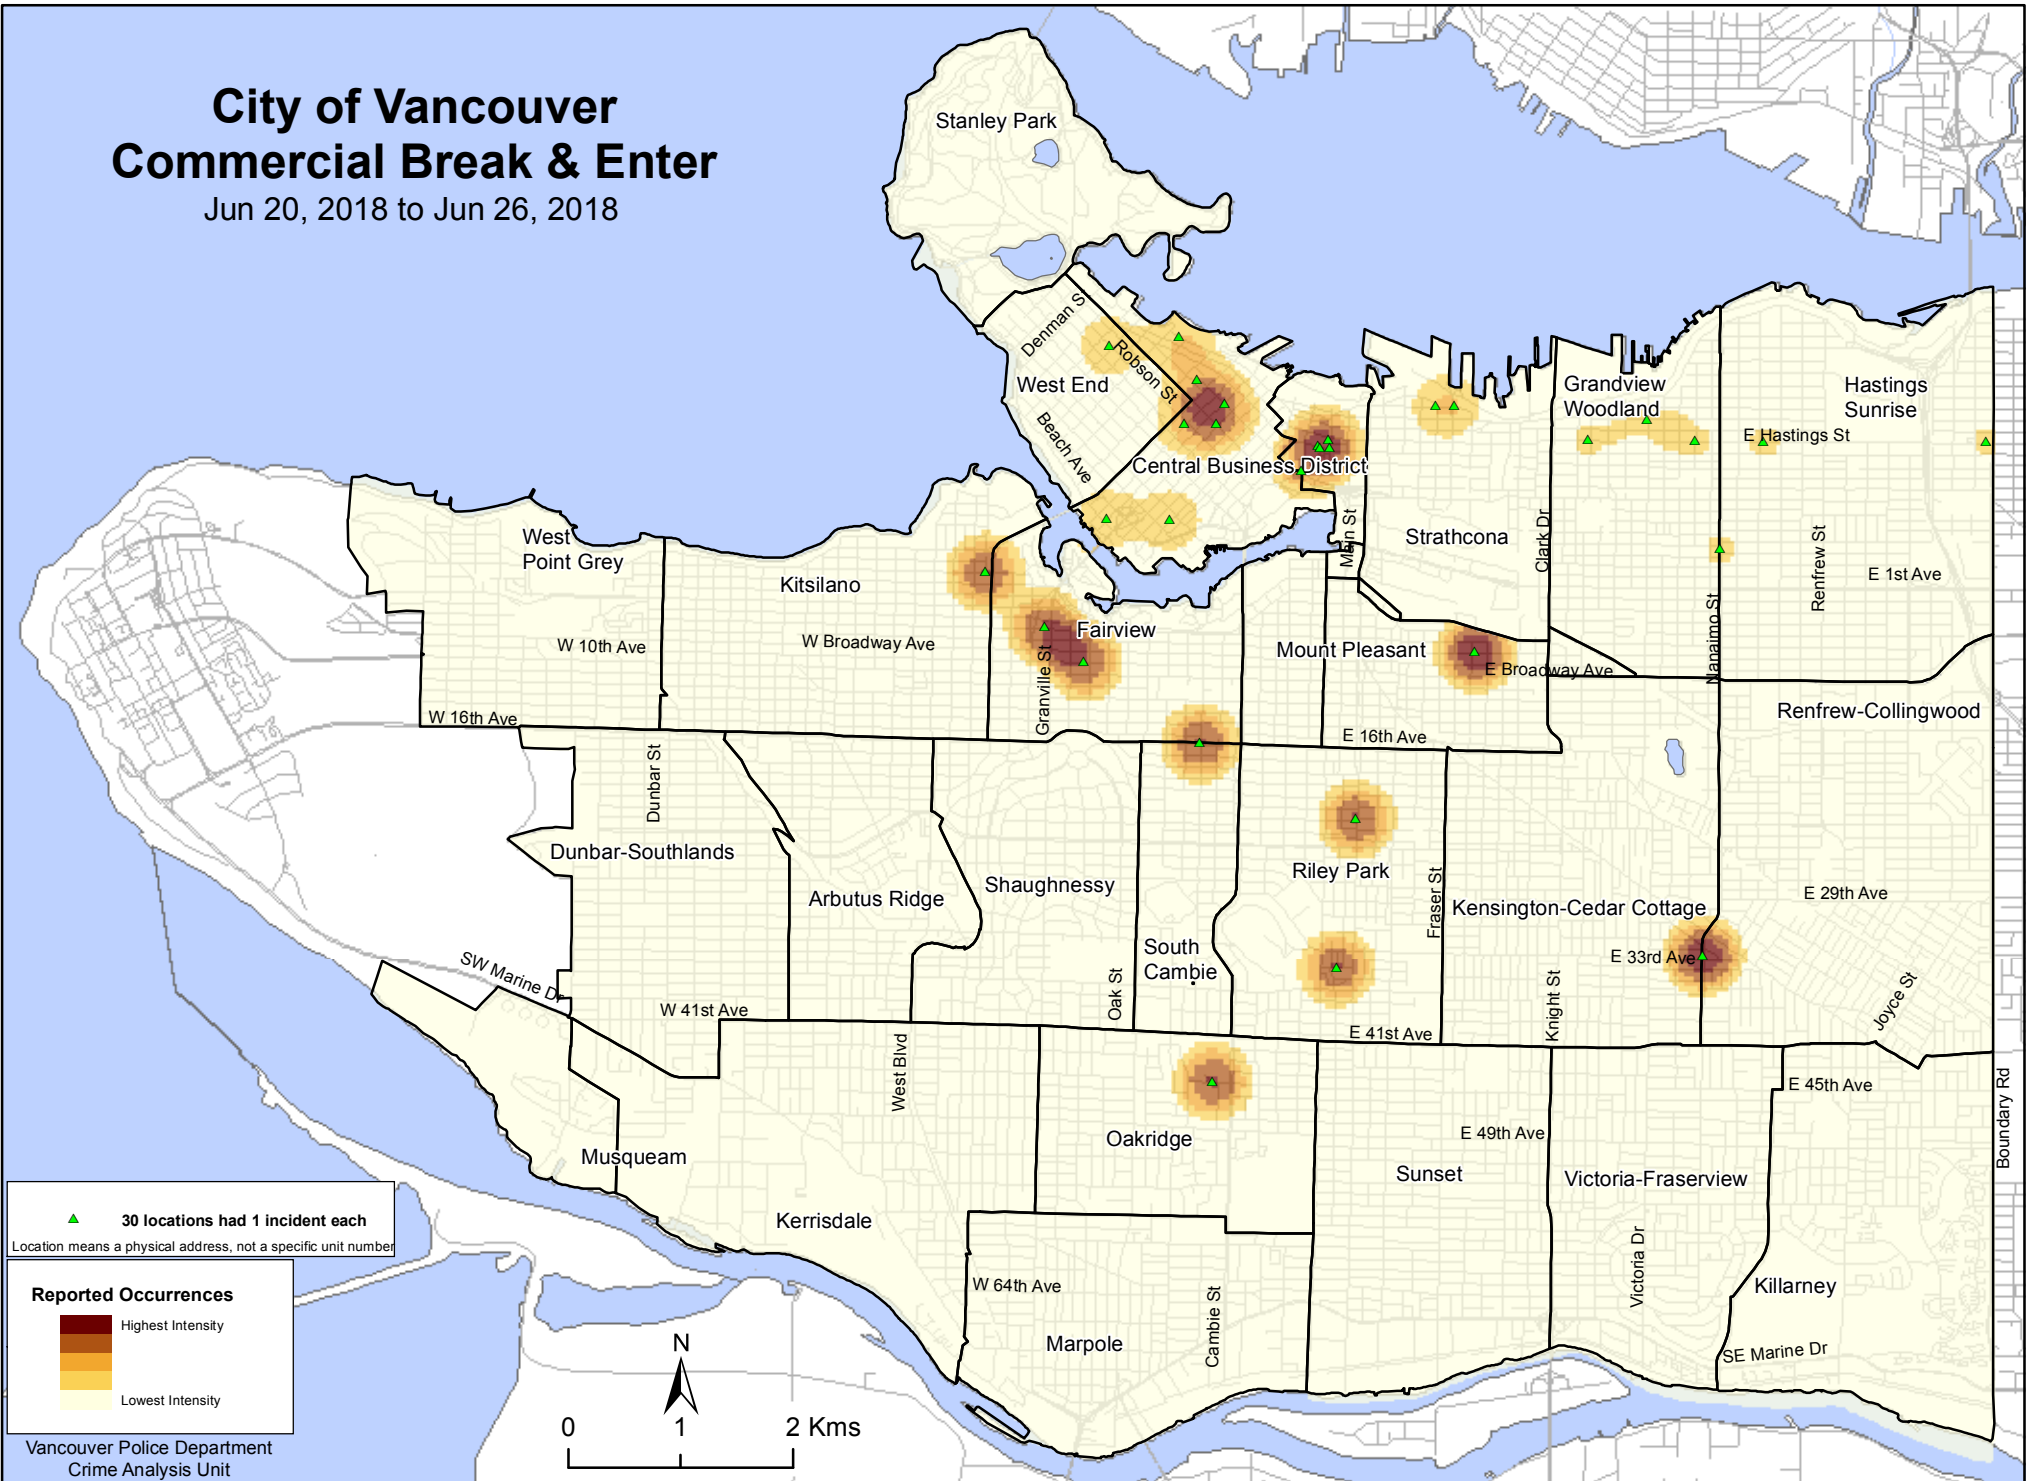 City of Vancouver
Commercial Break & Enter
Jun 20, 2018 to Jun 26, 2018
Stanley Park
Denman S
Robson St
West End
Beach Ave
Central Business District
Grandview
Woodland
Hastings
Sunrise
E Hastings St
Main St
Strathcona
Clark Dr
Renfrew St
E 1st Ave
Nanaimo St
West
Point Grey
Kitsilano
W 10th Ave
W Broadway Ave
Fairview
Granville St
Mount Pleasant
E Broadway Ave
W 16th Ave
E 16th Ave
Renfrew-Collingwood
Dunbar St
Dunbar-Southlands
Arbutus Ridge
Shaughnessy
Riley Park
Fraser St
Kensington-Cedar Cottage
E 29th Ave
South
Cambie
E 33rd Ave
SW Marine Dr
W 41st Ave
Oak St
Knight St
Joyce St
E 41st Ave
West Blvd
E 45th Ave
Boundary Rd
Oakridge
E 49th Ave
Musqueam
Sunset
Victoria-Fraserview
Kerrisdale
Victoria Dr
W 64th Ave
Cambie St
Killarney
Marpole
SE Marine Dr
30 locations had 1 incident each
Location means a physical address, not a specific unit number
Reported Occurrences
Highest Intensity
Lowest Intensity
Vancouver Police Department
Crime Analysis Unit
N
0 1 2 Kms